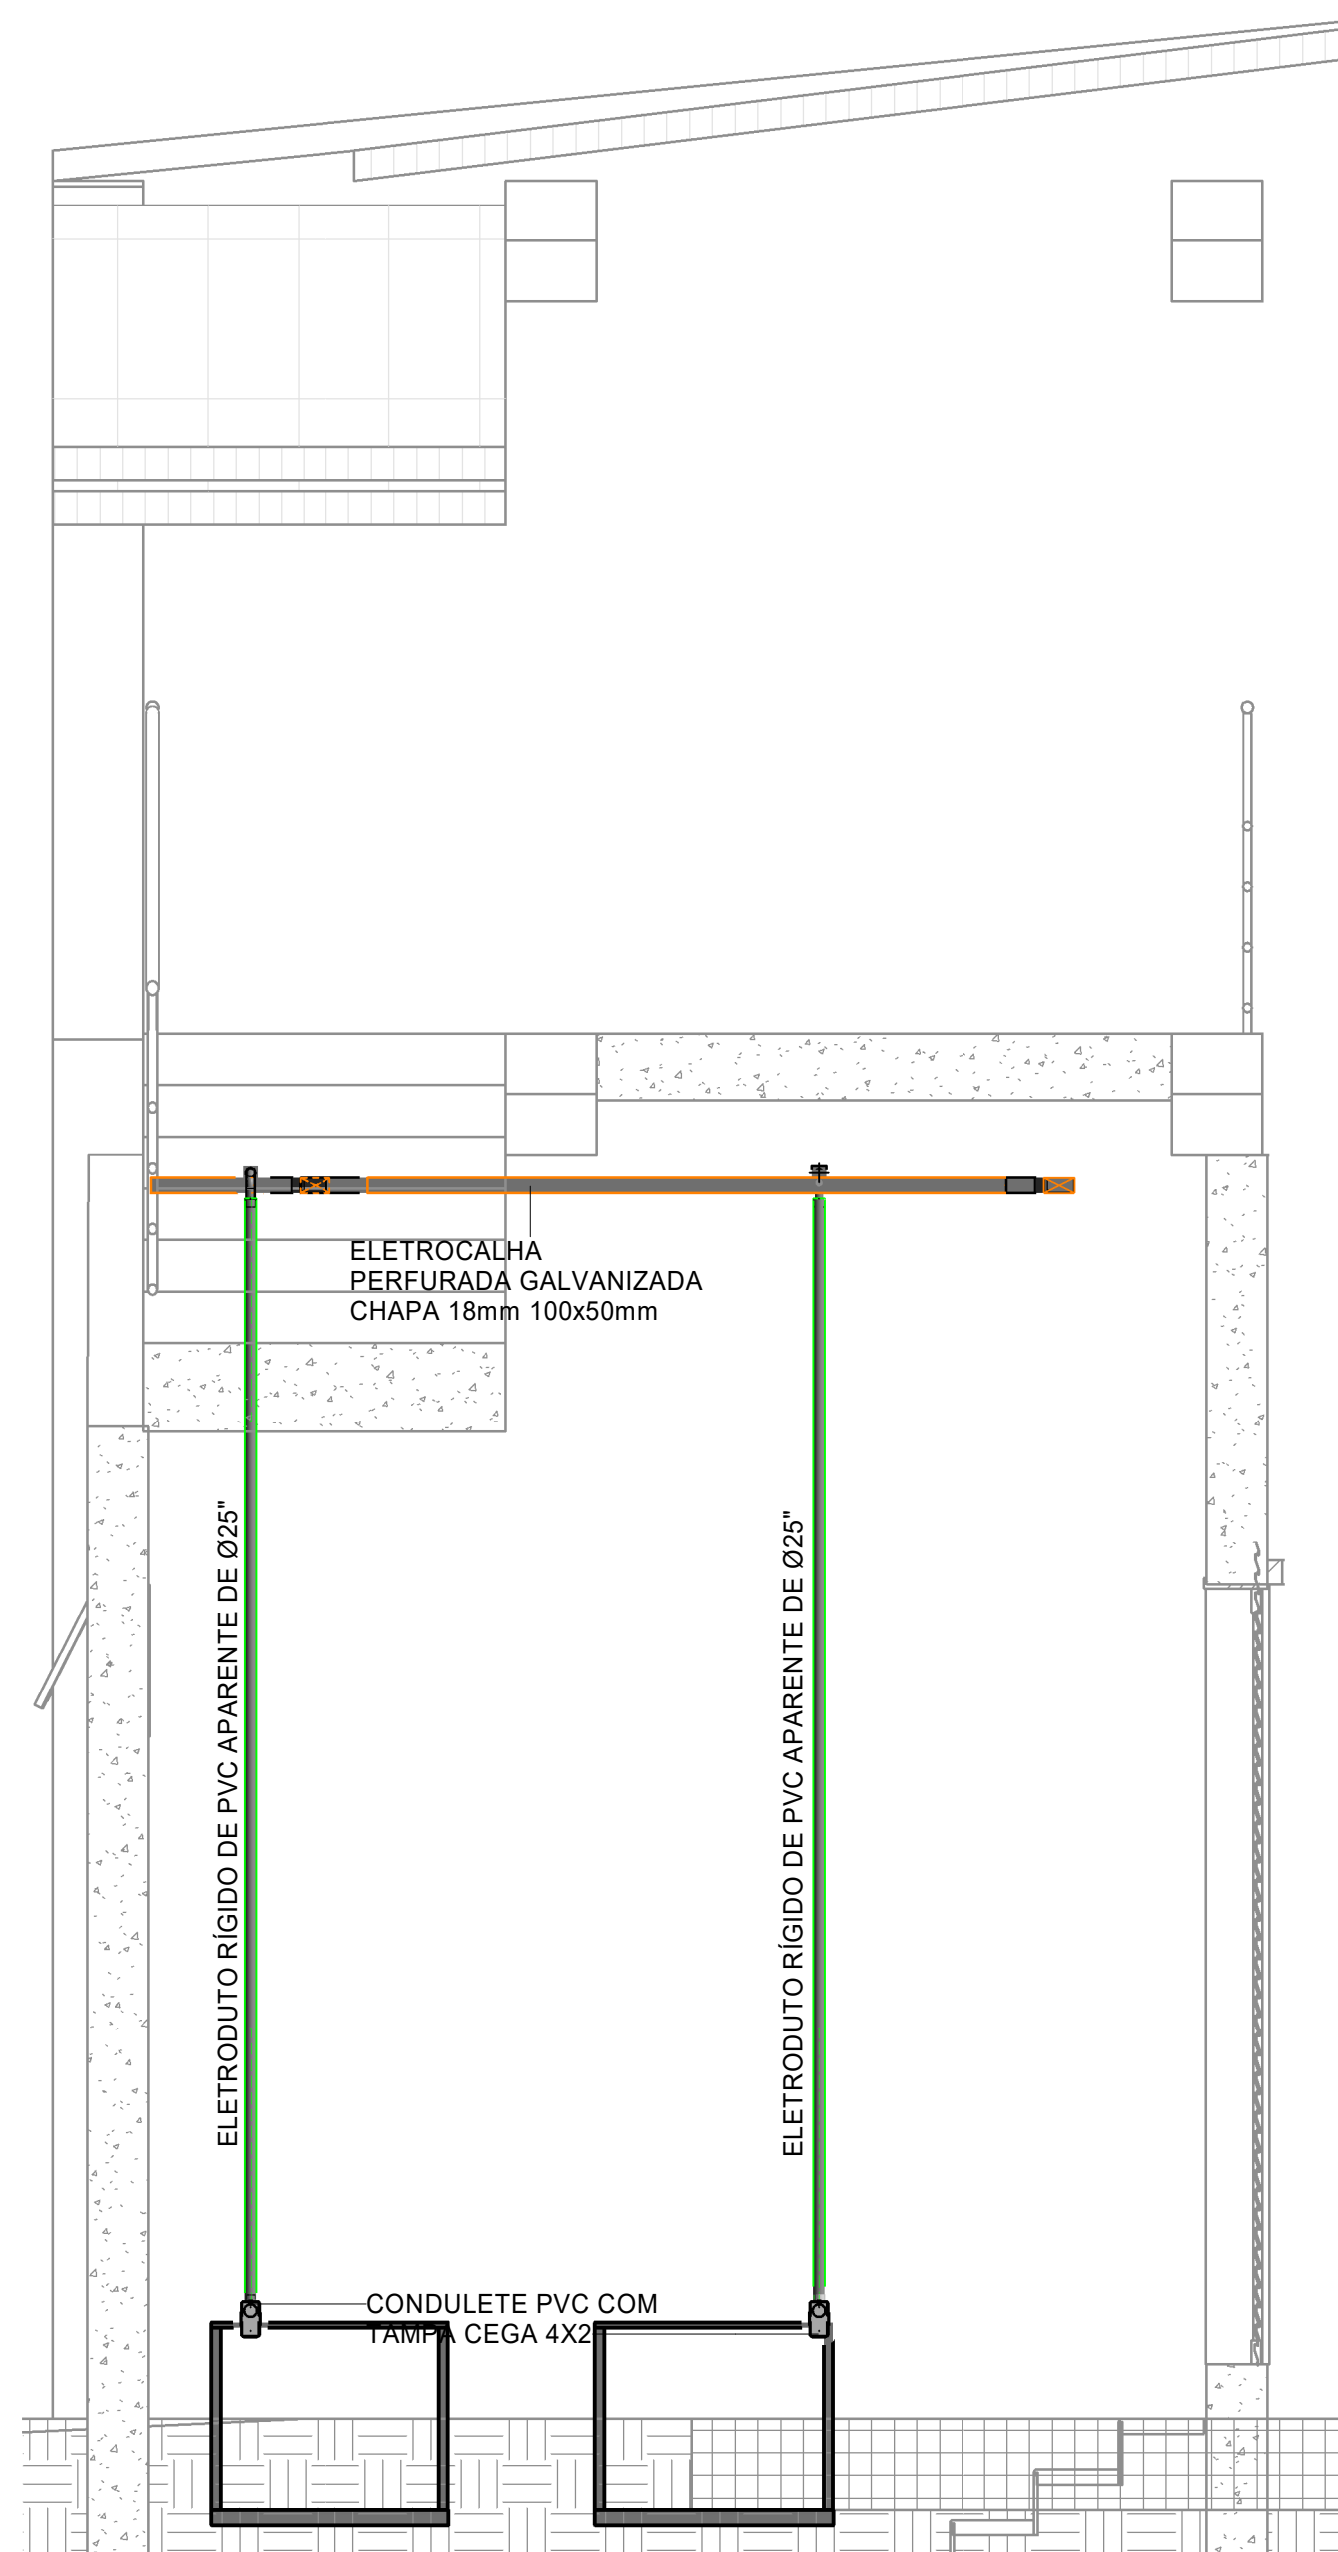 ELETROCALHA
PERFURADA GALVANIZADA
CHAPA 18mm 100x50mm
ELETRODUTO RÍGIDO DE PVC APARENTE DE Ø25"
ELETRODUTO RÍGIDO DE PVC APARENTE DE Ø25"
CONDULETE PVC COM
TAMPA CEGA 4X2